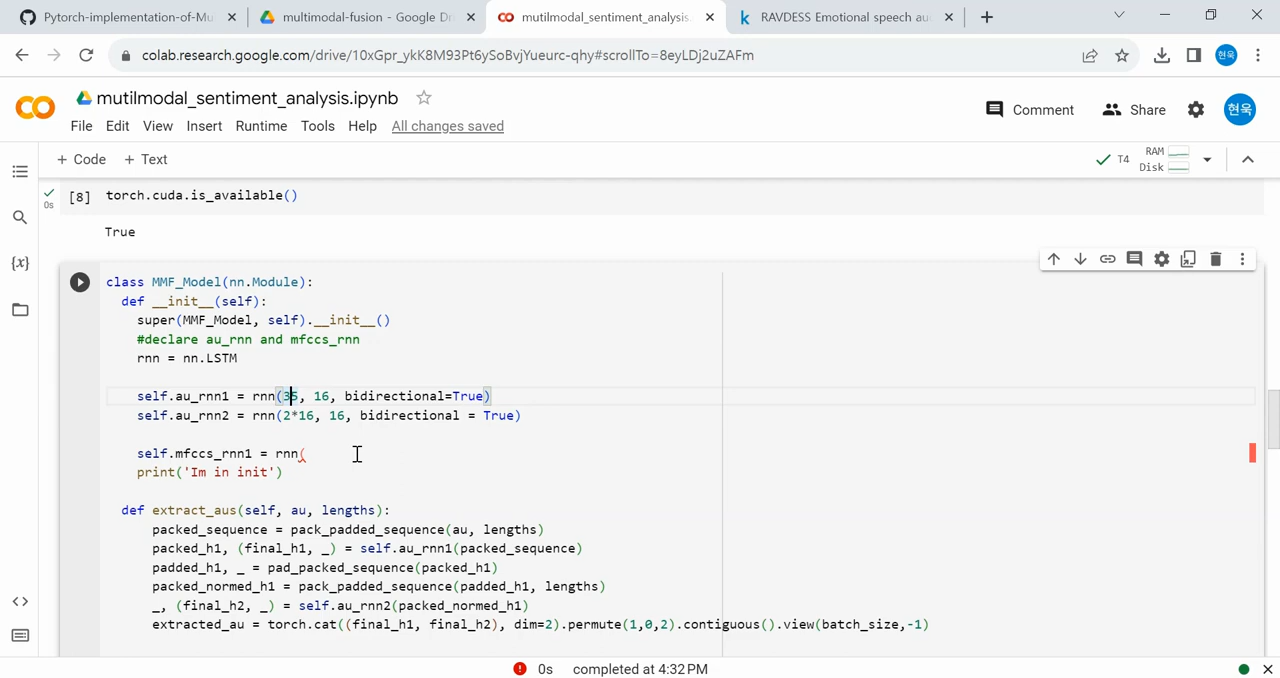 Pytorch-implementation-of-Mu
multimodal-fusion - Google Dr
mutilmodal_sentiment_analysis.
RAVDESS Emotional speech au
colab.research.google.com/drive/10xGpr_ykK8M93Pt6ySoBvjYueurc-qhy#scrollTo=8eyLDj2uZAFm
현욱
mutilmodal_sentiment_analysis.ipynb
Comment
Share
현욱
File Edit View Insert Runtime Tools Help All changes saved
+ Code + Text
T4 RAM
Disk
[8] torch.cuda.is_available()
0s
True
class MMF_Model(nn.Module):
def __init__(self):
super(MMF_Model, self).__init__()
#declare au_rnn and mfccs_rnn
rnn = nn.LSTM
self.au_rnn1 = rnn(35, 16, bidirectional=True)
self.au_rnn2 = rnn(2*16, 16, bidirectional = True)
self.mfccs_rnn1 = rnn(
print('Im in init')
def extract_aus(self, au, lengths):
packed_sequence = pack_padded_sequence(au, lengths)
packed_h1, (final_h1, _) = self.au_rnn1(packed_sequence)
padded_h1, _ = pad_packed_sequence(packed_h1)
packed_normed_h1 = pack_padded_sequence(padded_h1, lengths)
_, (final_h2, _) = self.au_rnn2(packed_normed_h1)
extracted_au = torch.cat((final_h1, final_h2), dim=2).permute(1,0,2).contiguous().view(batch_size,-1)
0s completed at 4:32 PM